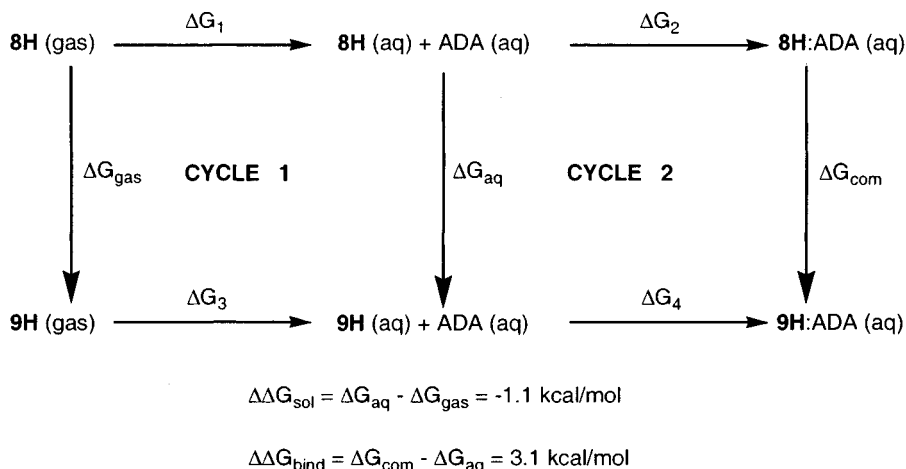 ΔG1 ΔG2
8H (gas) 8H (aq) + ADA (aq) 8H:ADA (aq)
ΔGgas CYCLE 1 ΔGaq CYCLE 2 ΔGcom
ΔG3 ΔG4
9H (gas) 9H (aq) + ADA (aq) 9H:ADA (aq)
ΔΔGsol = ΔGaq - ΔGgas = -1.1 kcal/mol
ΔΔGbind = ΔGcom - ΔGaq = 3.1 kcal/mol